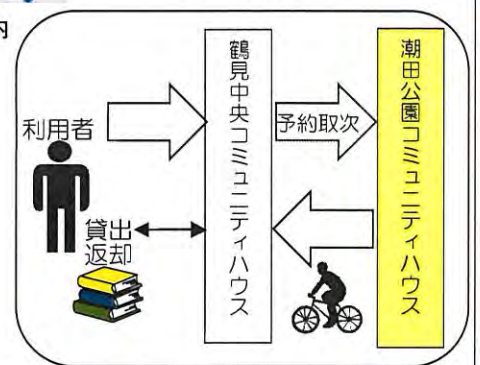 内
利用者
貸出
返却
鶴見中央コミュニティハウス
予約取次
潮田公園コミュニティハウス